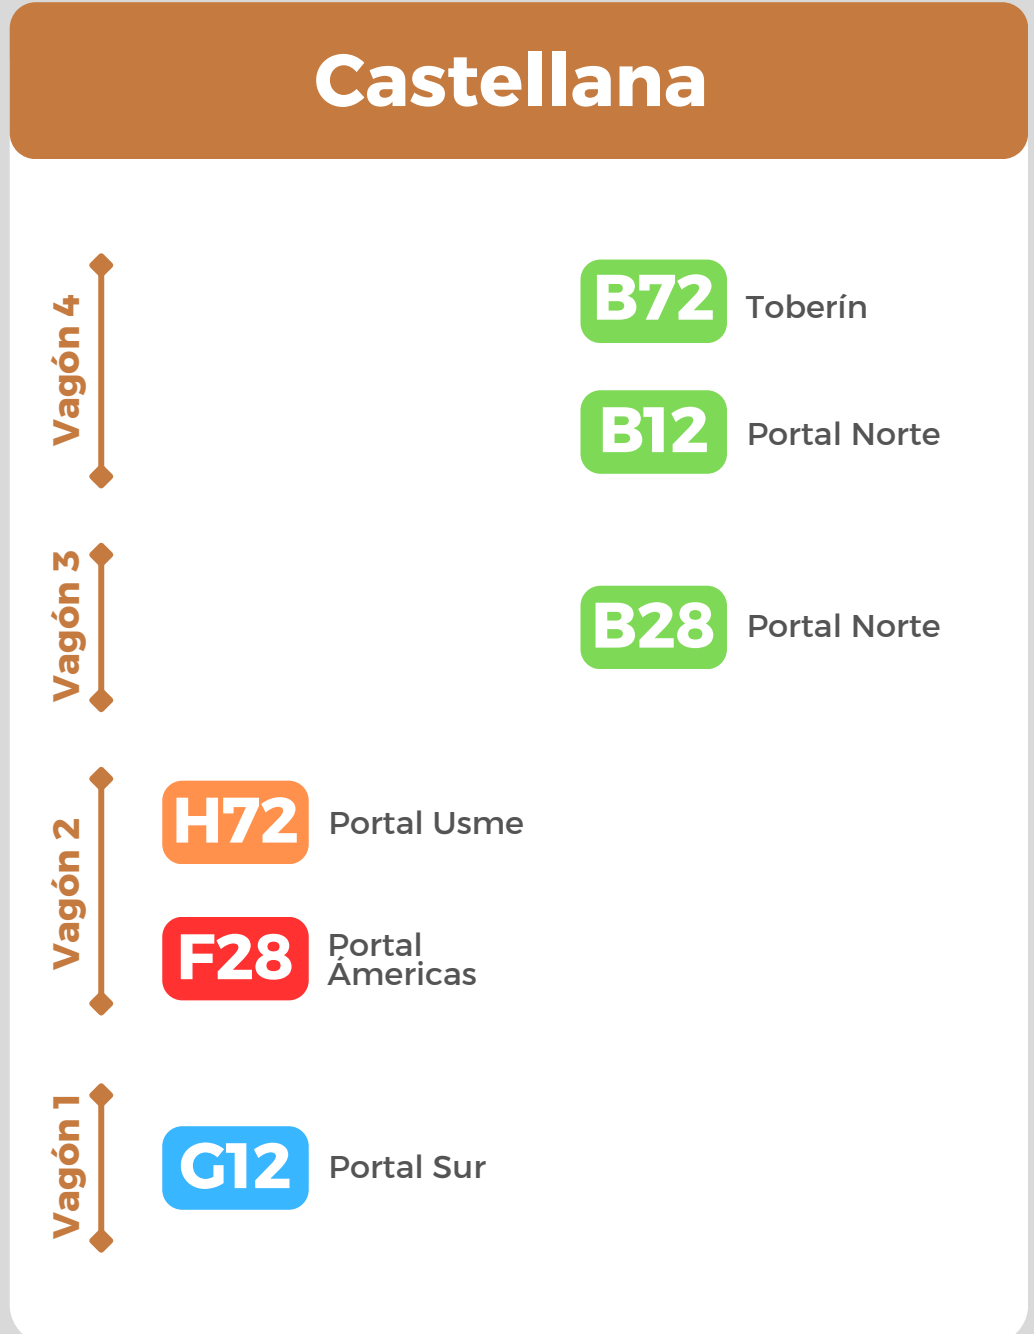 Castellana
Vagón 4
B72 Toberín
B12 Portal Norte
Vagón 3
B28 Portal Norte
Vagón 2
H72 Portal Usme
F28 Portal
Ámericas
Vagón 1
G12 Portal Sur